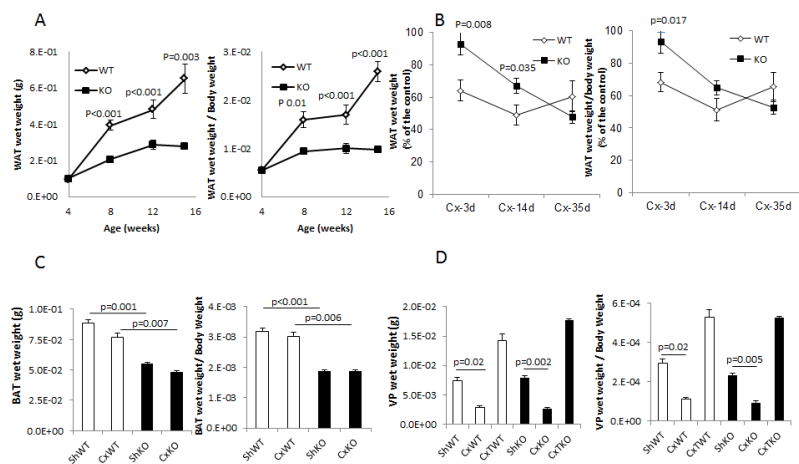 A
WAT wet weight (g)
8.E-01
6.E-01
4.E-01
2.E-01
0.E+00
WT
KO
P=0.003
p<0.001
P<0.001
4 8 12 16
Age (weeks)
WAT wet weight / Body weight
3.E-02
2.E-02
1.E-02
0.E+00
WT
KO
p<0.001
p<0.001
P 0.01
4 8 12 16
Age (weeks)
B
WAT wet weight
(% of the control)
100
80
60
40
20
0
P=0.008
P=0.035
WT
KO
Cx-3d Cx-14d Cx-35d
WAT wet weight/body weight
(% of the control)
100
80
60
40
20
0
p=0.017
WT
KO
Cx-3d Cx-14d Cx-35d
C
BAT wet weight (g)
1.0E-01
7.5E-02
5.0E-02
2.5E-02
0.0E+00
p=0.001
p=0.007
ShWT CxWT ShKO CxKO
BAT wet weight / Body Weight
4.E-03
3.E-03
2.E-03
1.E-03
0.E+00
p<0.001
p=0.006
ShWT CxWT ShKO CxKO
D
VP wet weight (g)
2.0E-02
1.5E-02
1.0E-02
5.0E-03
0.0E+00
p=0.02
p=0.002
ShWT CxWT CxTWT ShKO CxKO CxTKO
VP wet weight / Body Weight
6.E-04
4.E-04
2.E-04
0.E+00
p=0.02
p=0.005
ShWT CxWT CxTWT ShKO CxKO CxTKO